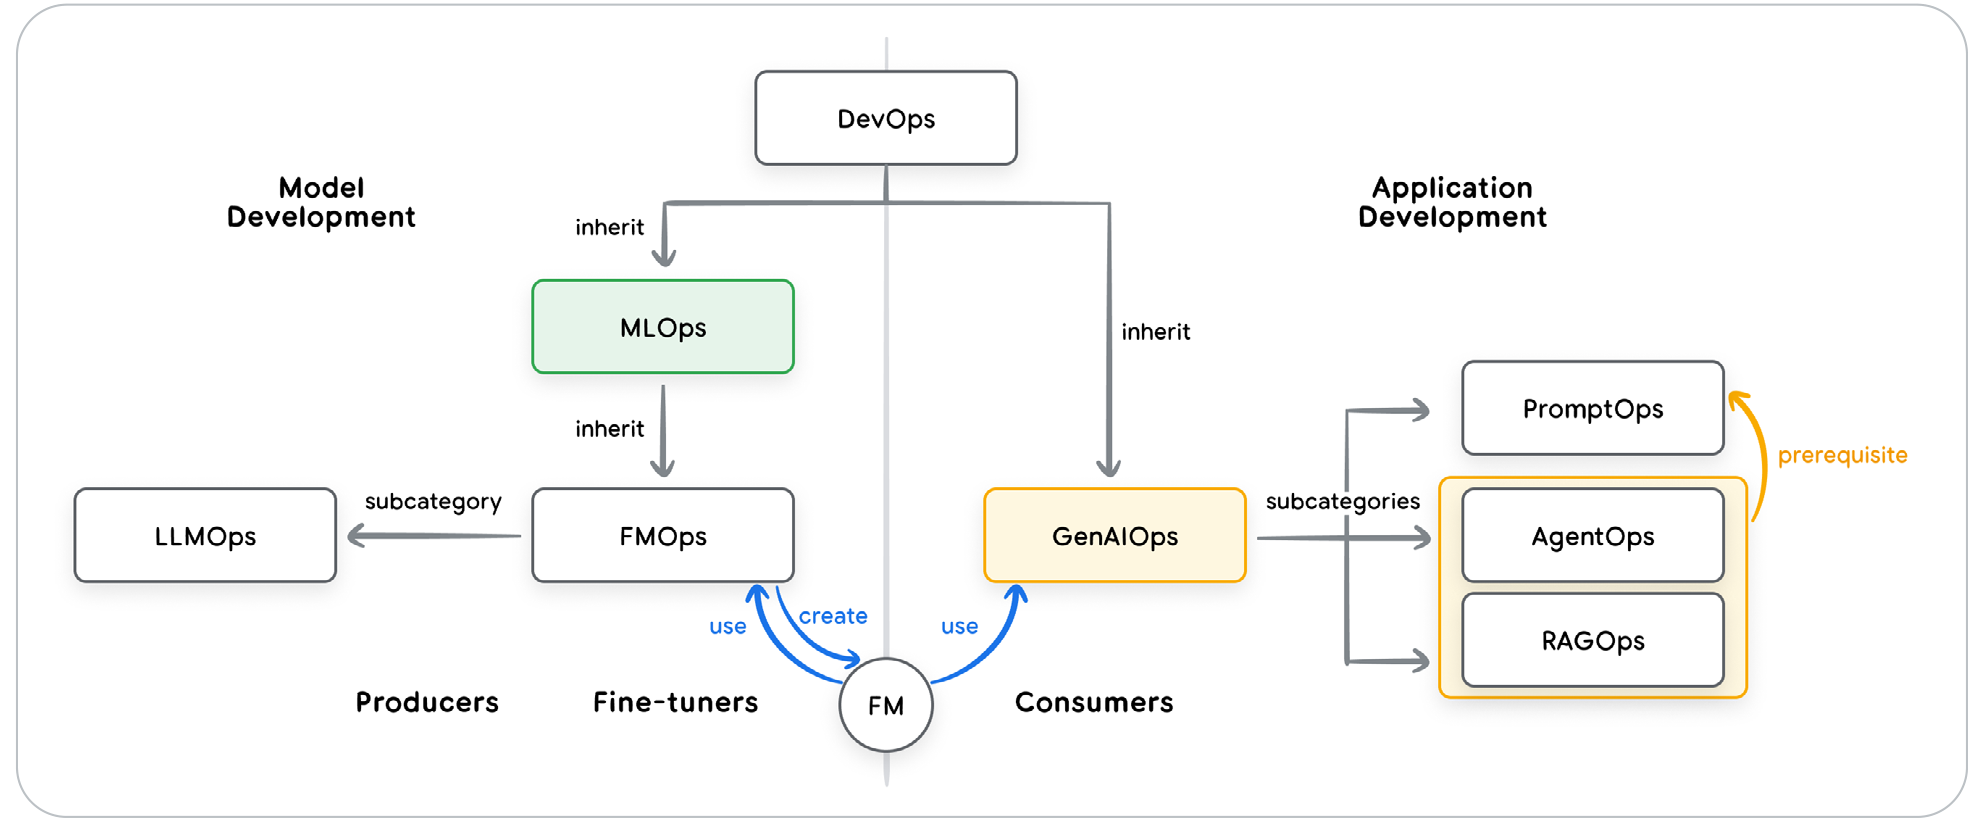 DevOps
Model
Development
Application
Development
inherit
MLOps
inherit
inherit
PromptOps
prerequisite
LLMOps
subcategory
FMOps
GenAIOps
subcategories
AgentOps
RAGOps
use
create
use
Producers
Fine-tuners
FM
Consumers